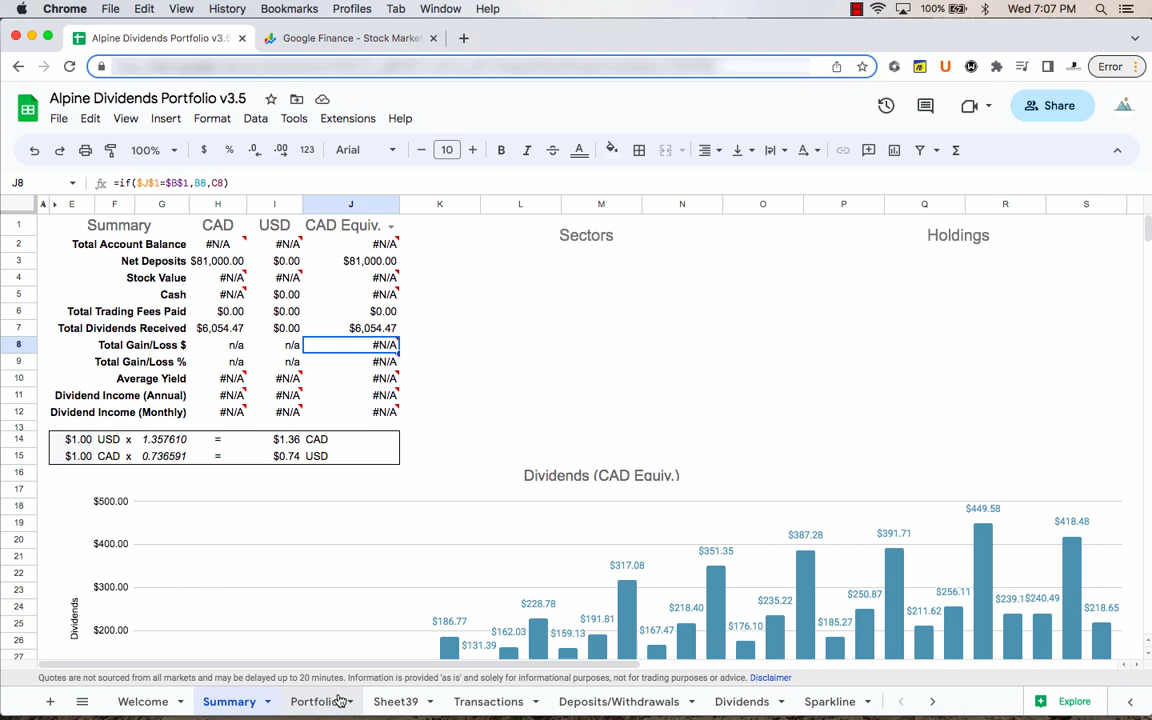 Chrome File Edit View History Bookmarks Profiles Tab Window Help 100% Wed 7:07 PM
Alpine Dividends Portfolio v3.5 Google Finance - Stock Market
Error
Alpine Dividends Portfolio v3.5
File Edit View Insert Format Data Tools Extensions Help
Share
100% $ % .0 .00 123 Arial 10 B I A
J8 fx =if($J$1=$B$1,B8,C8)
A E F G H I J K L M N O P Q R S
1 Summary CAD USD CAD Equiv. Sectors Holdings
2 Total Account Balance #N/A #N/A #N/A
3 Net Deposits $81,000.00 $0.00 $81,000.00
4 Stock Value #N/A #N/A #N/A
5 Cash #N/A $0.00 #N/A
6 Total Trading Fees Paid $0.00 $0.00 $0.00
7 Total Dividends Received $6,054.47 $0.00 $6,054.47
8 Total Gain/Loss $ n/a n/a #N/A
9 Total Gain/Loss % n/a n/a #N/A
10 Average Yield #N/A #N/A #N/A
11 Dividend Income (Annual) #N/A #N/A #N/A
12 Dividend Income (Monthly) #N/A #N/A #N/A
13
14 $1.00 USD x 1.357610 = $1.36 CAD
15 $1.00 CAD x 0.736591 = $0.74 USD
16 Dividends (CAD Equiv.)
17
18 $500.00 $449.58
19 $418.48
20 $400.00 $387.28 $391.71
21 $351.35
22 $317.08
23 $300.00
24 $228.78 $218.40 $235.22 $250.87 $256.11 $239.1 $240.49 $218.65
25 Dividends $186.77 $162.03 $191.81 $167.47 $176.10 $185.27 $211.62
26 $200.00 $131.39 $159.13
27
Quotes are not sourced from all markets and may be delayed up to 20 minutes. Information is provided 'as is' and solely for informational purposes, not for trading purposes or advice. Disclaimer
Welcome Summary Portfolio Sheet39 Transactions Deposits/Withdrawals Dividends Sparkline Explore